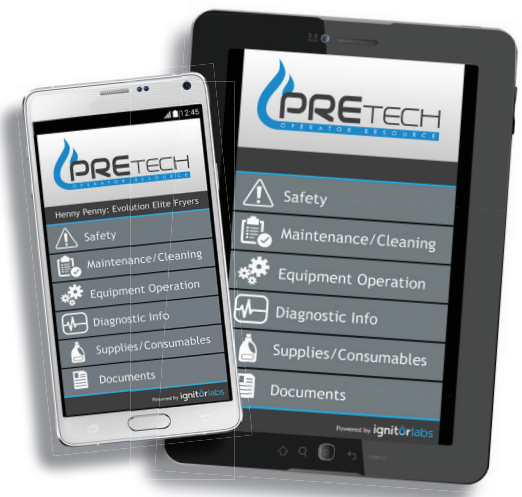 12:45
PRETECH
OPERATOR RESOURCE
Henny Penny: Evolution Elite Fryers
Safety
Maintenance/Cleaning
Equipment Operation
Diagnostic Info
Supplies/Consumables
Documents
Powered by ignitorlabs
PRETECH
OPERATOR RESOURCE
Safety
Maintenance/Cleaning
Equipment Operation
Diagnostic Info
Supplies/Consumables
Documents
Powered by ignitorlabs